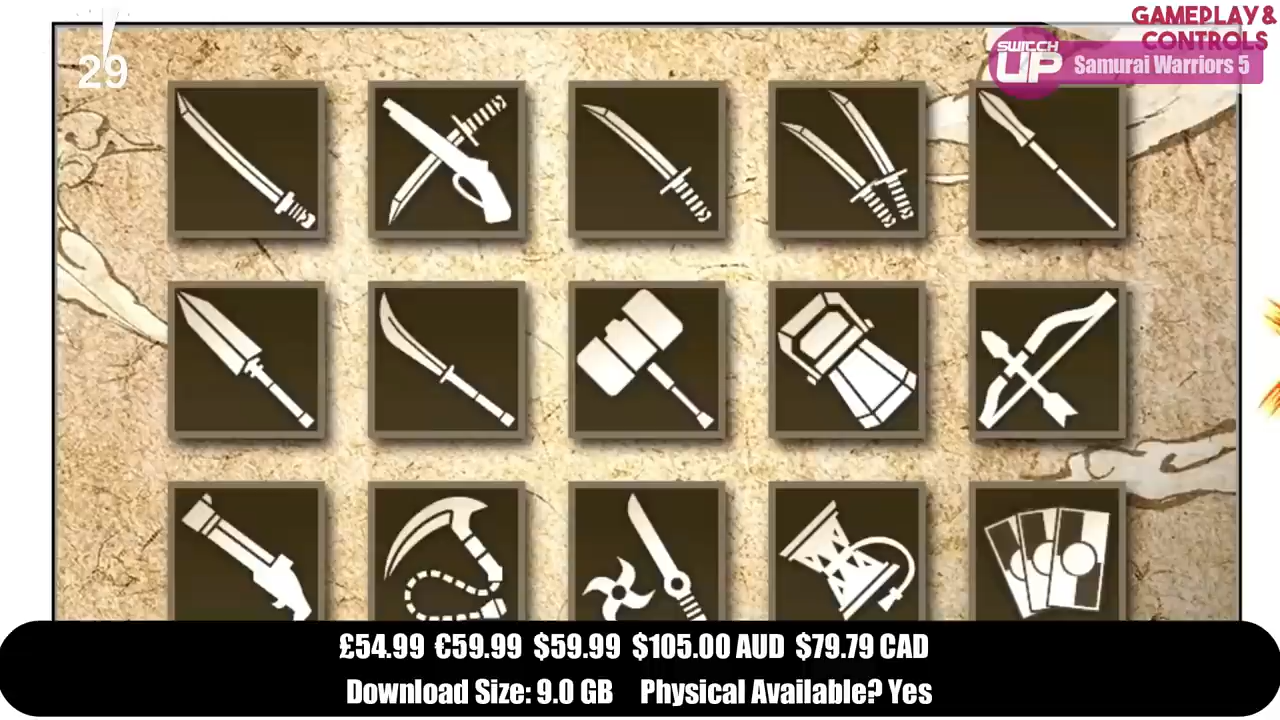 GAMEPLAY &
CONTROLS
29
SWITCH
UP
Samurai Warriors 5
£54.99 €59.99 $59.99 $105.00 AUD $79.79 CAD
Download Size: 9.0 GB Physical Available? Yes